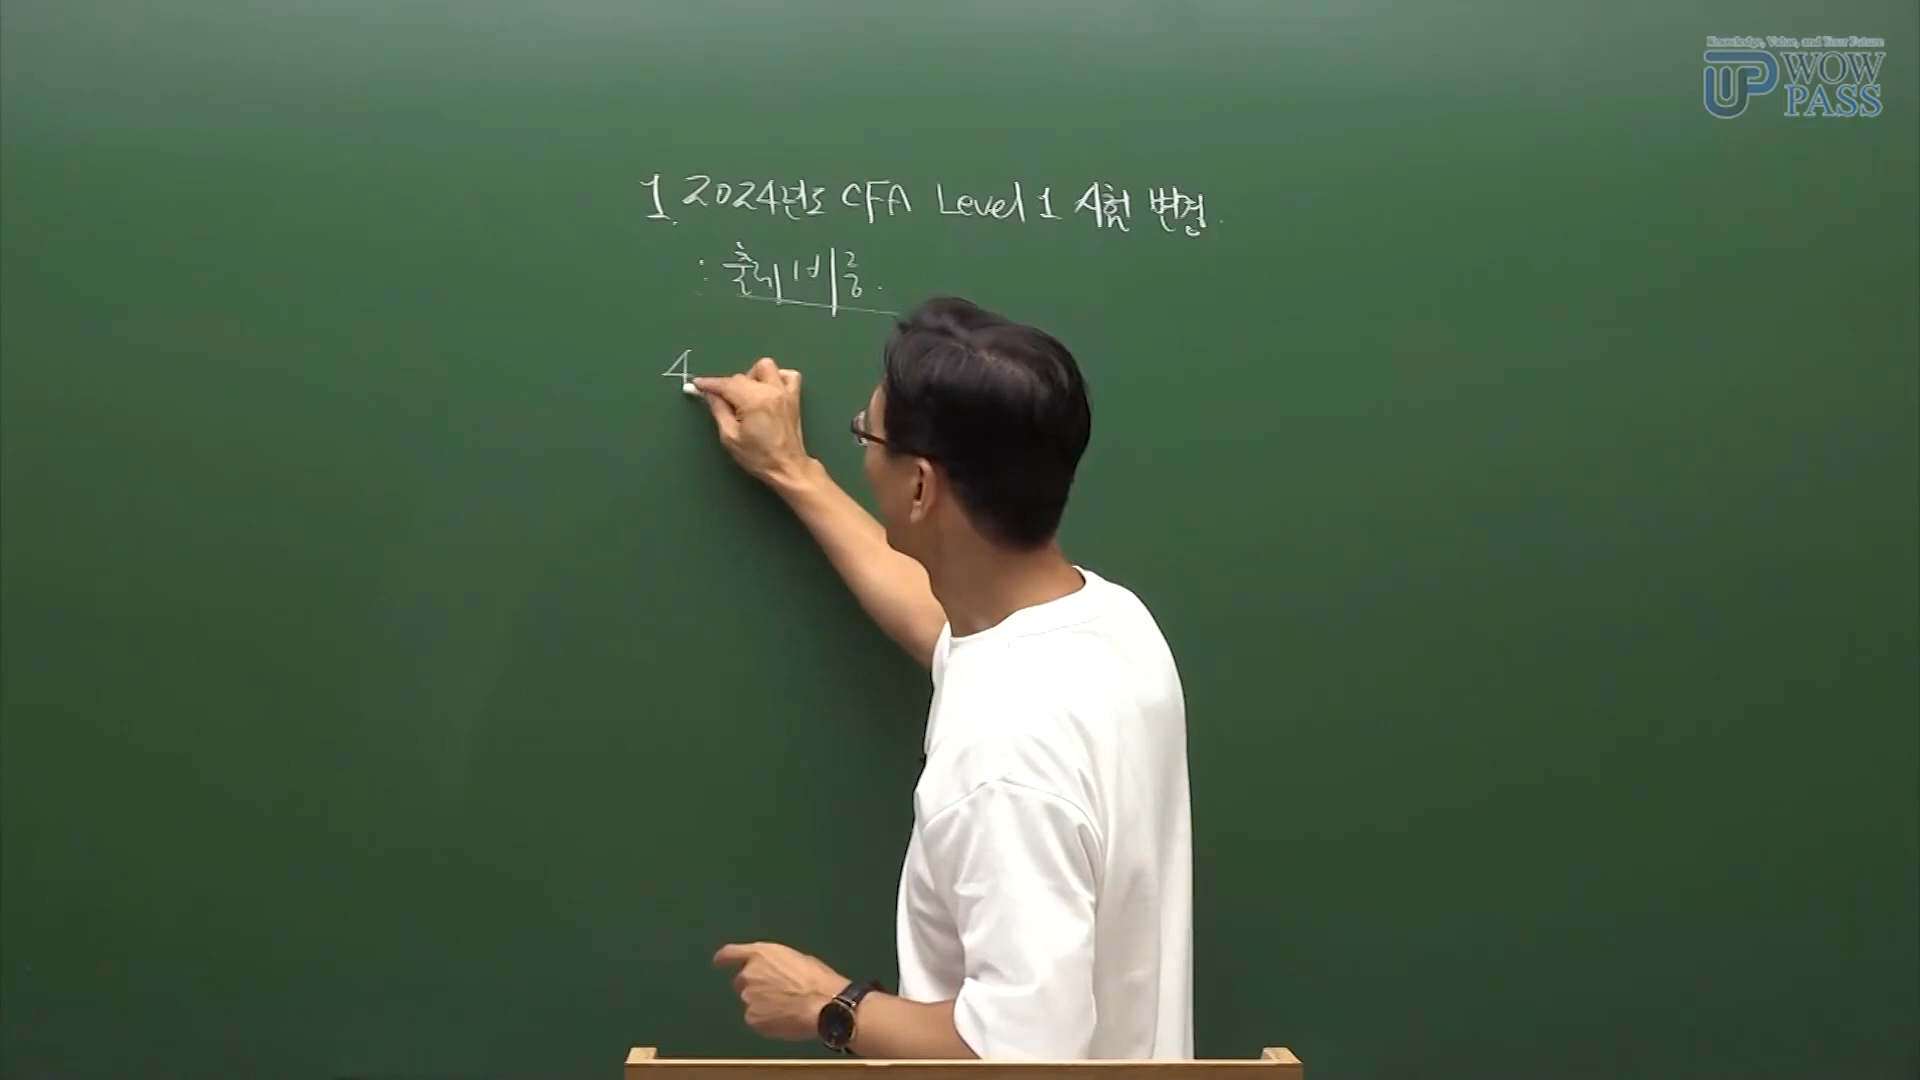 Knowledge, Value, and Your Future
UP WOW
PASS
1. 2024년도 CFA Level 1 시험 변경.
: 출제 비중.
4